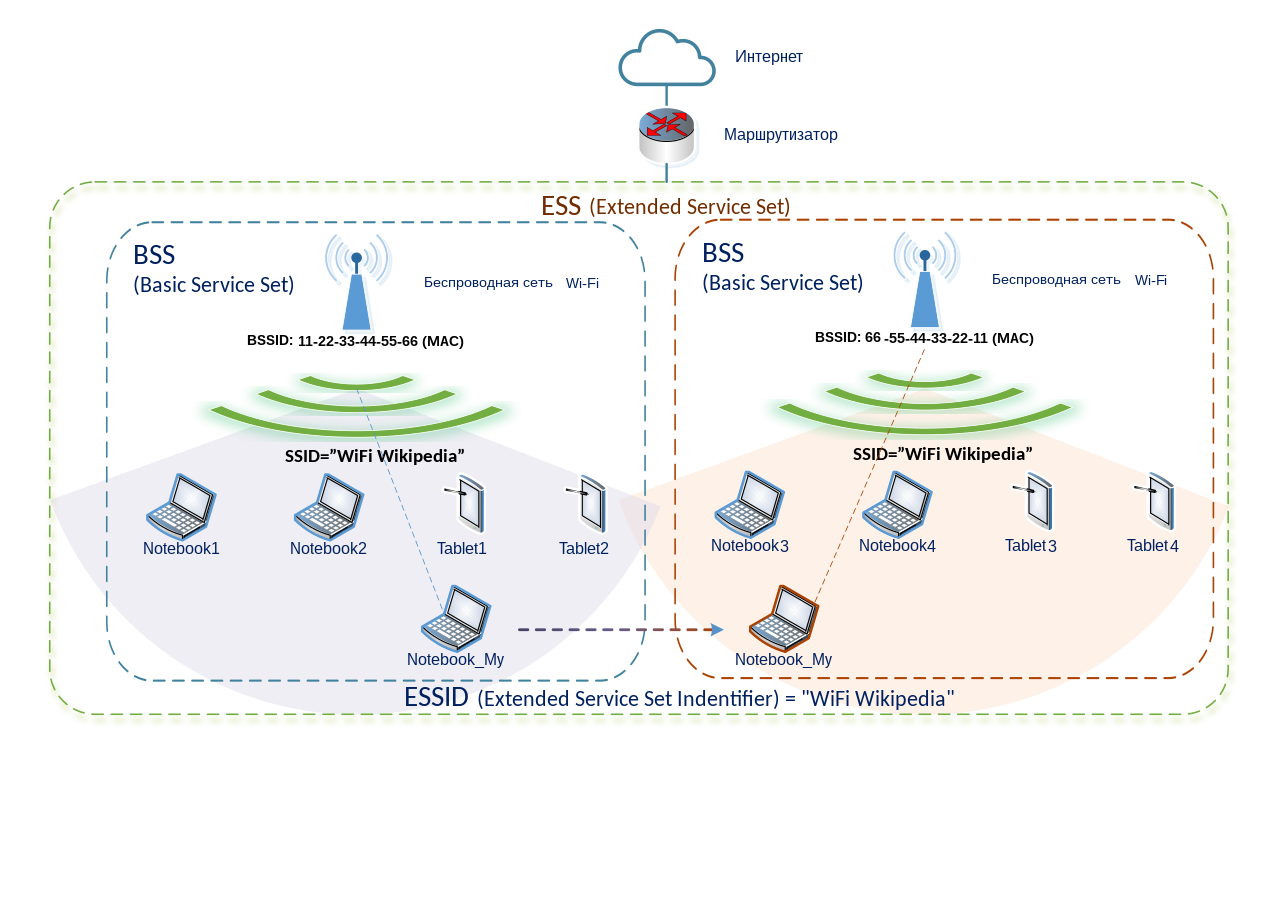 Интернет
Маршрутизатор
ESS (Extended Service Set)
BSS
(Basic Service Set)
Беспроводная сеть Wi-Fi
BSSID: 11-22-33-44-55-66 (MAC)
SSID=”WiFi Wikipedia”
Notebook1
Notebook2
Tablet1
Tablet2
Notebook_My
BSS
(Basic Service Set)
Беспроводная сеть Wi-Fi
BSSID: 66 -55-44-33-22-11 (MAC)
SSID=”WiFi Wikipedia”
Notebook3
Notebook4
Tablet3
Tablet4
Notebook_My
ESSID (Extended Service Set Indentifier) = "WiFi Wikipedia"